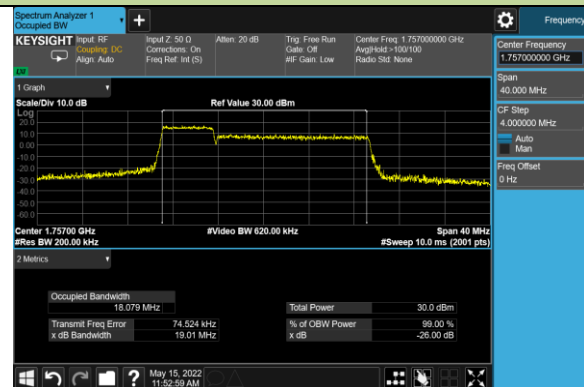 Spectrum Analyzer 1
Occupied BW
Frequency
KEYSIGHT
Input: RF
Coupling: DC
Align: Auto
Input Z: 50 Ω
Corrections: On
Freq Ref: Int (S)
Atten: 20 dB
Trig: Free Run
Gate: Off
#IF Gain: Low
Center Freq: 1.757000000 GHz
Avg|Hold:>100/100
Radio Std: None
Center Frequency
1.757000000 GHz
Span
40.000 MHz
CF Step
4.000000 MHz
Auto
Man
Freq Offset
0 Hz
1 Graph
Scale/Div 10.0 dB
Ref Value 30.00 dBm
Log
20.0
10.0
0.00
-10.0
-20.0
-30.0
-40.0
-50.0
-60.0
Center 1.75700 GHz
#Video BW 620.00 kHz
Span 40 MHz
#Res BW 200.00 kHz
#Sweep 10.0 ms (2001 pts)
2 Metrics
Occupied Bandwidth
18.079 MHz
Total Power
30.0 dBm
Transmit Freq Error
74.524 kHz
% of OBW Power
99.00 %
x dB Bandwidth
19.01 MHz
x dB
-26.00 dB
?
May 15, 2022
11:52:59 AM